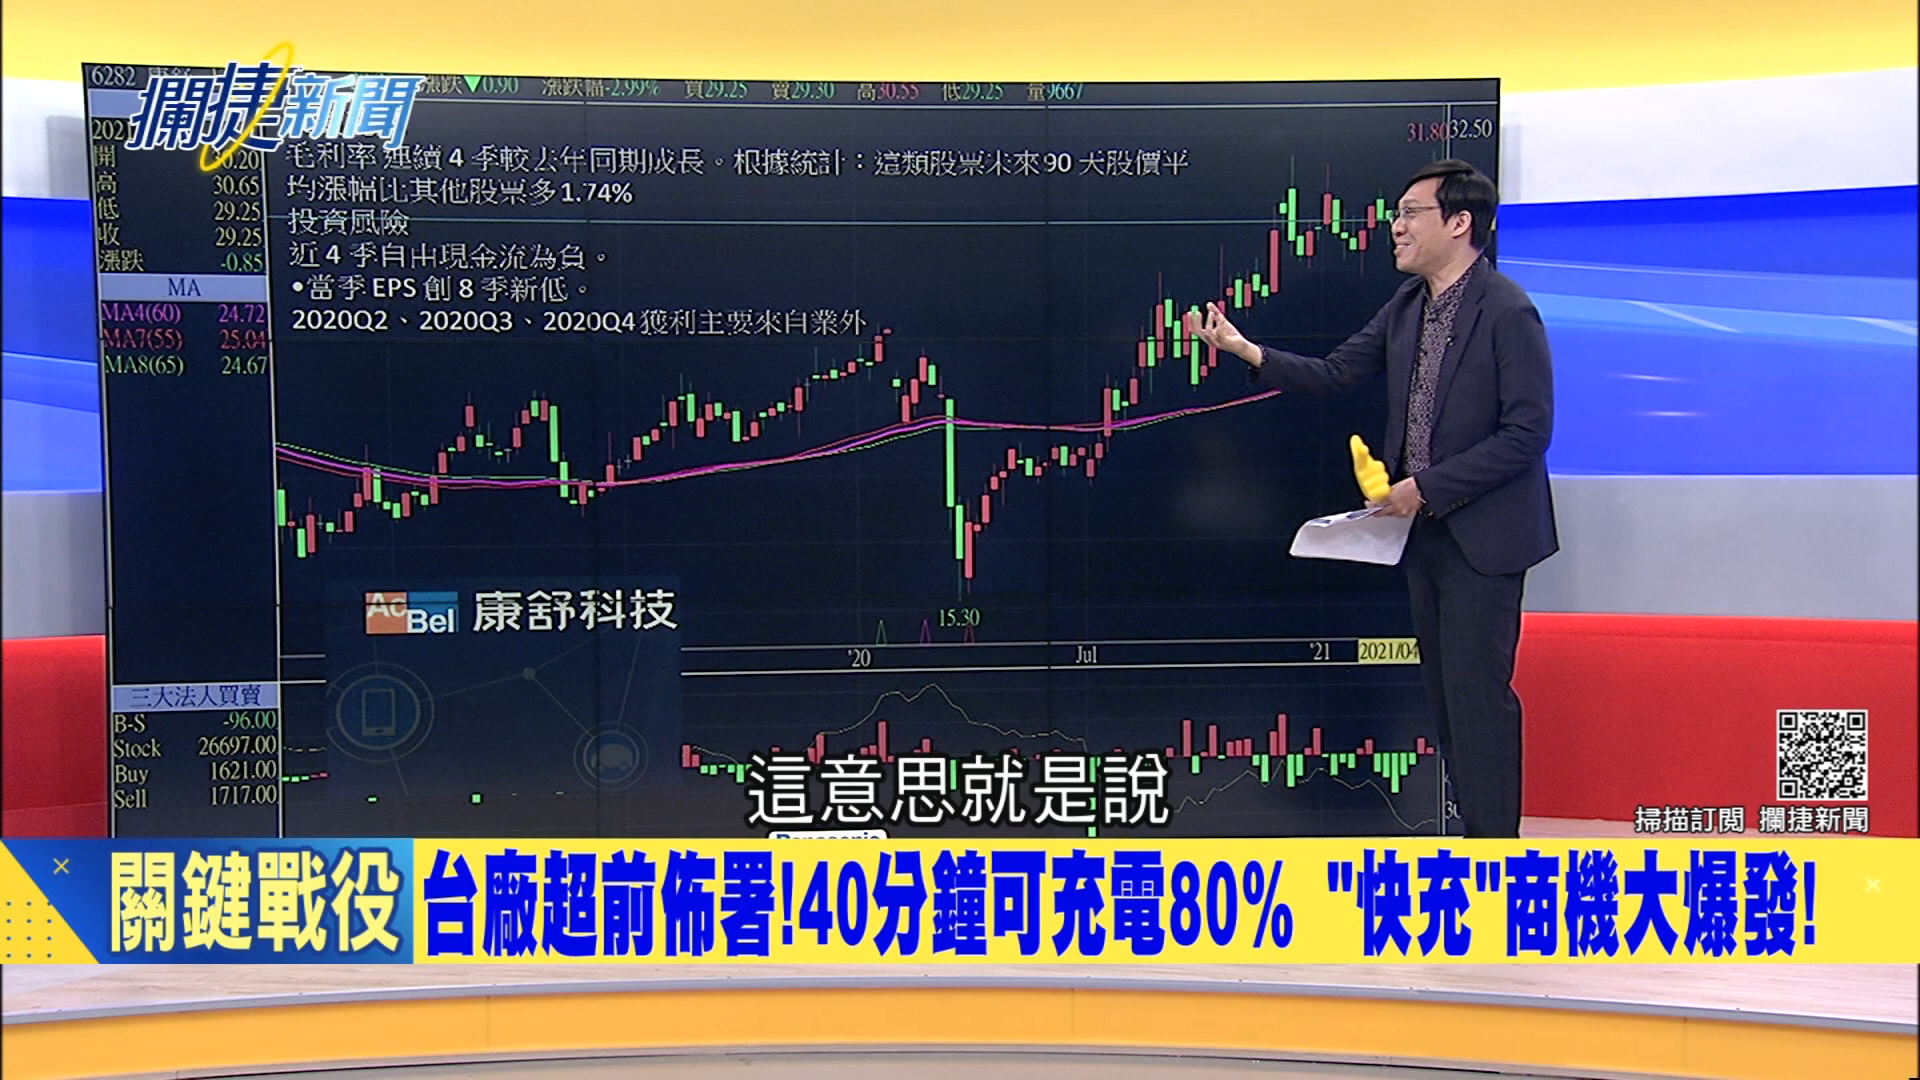 6282
攔捷新聞
漲跌▼0.90 漲跌幅-2.99% 買29.25 賣29.30 高30.55 低29.25 量9667
開 30.20
高 30.65
低 29.25
收 29.25
漲跌 -0.85
MA
MA4(60) 24.72
MA7(55) 25.04
MA8(65) 24.67
毛利率連續4季較去年同期成長。根據統計：這類股票未來90天股價平
均漲幅比其他股票多1.74%
投資風險
近4季自由現金流為負。
•當季EPS創8季新低。
2020Q2、2020Q3、2020Q4獲利主要來自業外
31.80 32.50
AcBel 康舒科技
15.30
'20 Jul '21 2021/04
三大法人買賣
B-S -96.00
Stock 26697.00
Buy 1621.00
Sell 1717.00
這意思就是說
掃描訂閱 攔捷新聞
關鍵戰役
台廠超前佈署!40分鐘可充電80% "快充"商機大爆發!